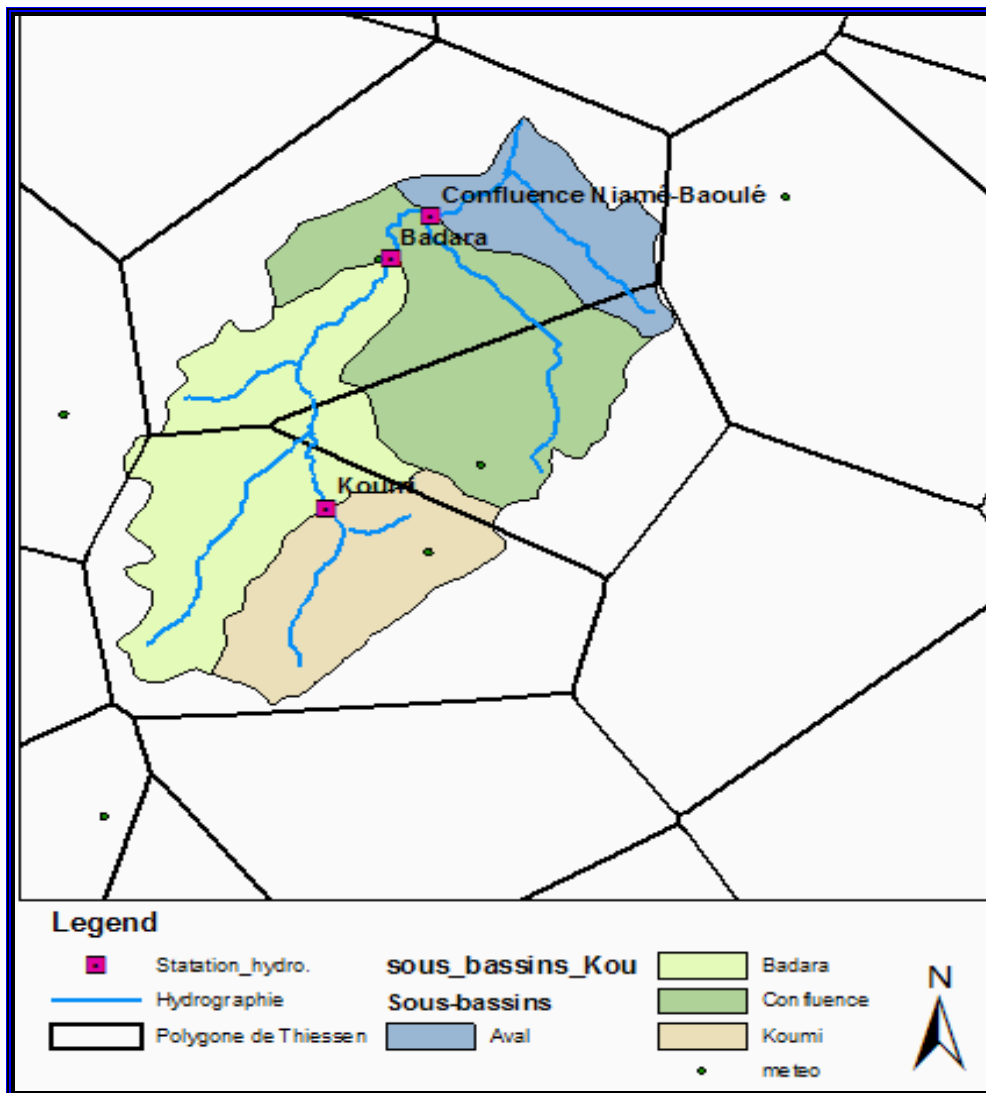 Confluence Niamé-Baoulé
Badara
Koumi
Legend
Statation_hydro.
Hydrographie
Polygone de Thiessen
sous_bassins_Kou
Sous-bassins
Aval
Badara
Confluence
Koumi
meteo
N